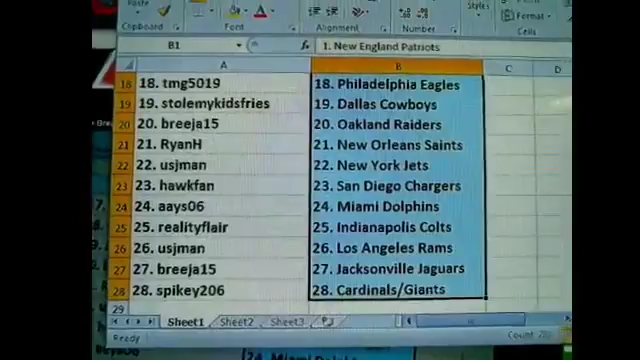 Paste
Clipboard
Font
Alignment
Number
Styles
Format
Cells
B1 fx 1. New England Patriots
A B C D
18 18. tmg5019 18. Philadelphia Eagles
19 19. stolemykidsfries 19. Dallas Cowboys
20 20. breeja15 20. Oakland Raiders
21 21. RyanH 21. New Orleans Saints
22 22. usjman 22. New York Jets
23 23. hawkfan 23. San Diego Chargers
24 24. aays06 24. Miami Dolphins
25 25. realityflair 25. Indianapolis Colts
26 26. usjman 26. Los Angeles Rams
27 27. breeja15 27. Jacksonville Jaguars
28 28. spikey206 28. Cardinals/Giants
29
Sheet1 Sheet2 Sheet3
Ready